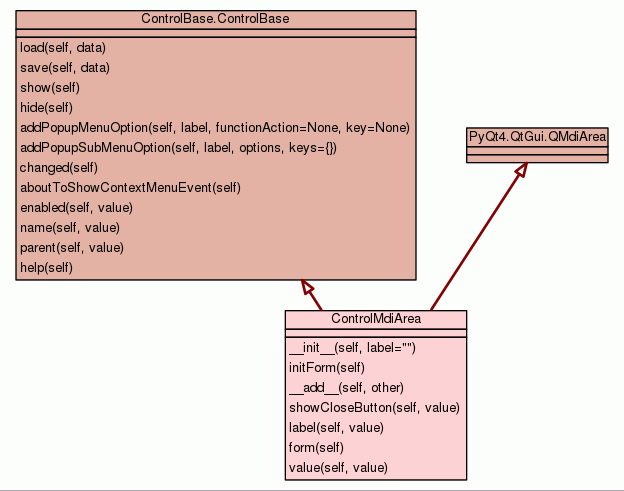 ControlBase.ControlBase
load(self, data)
save(self, data)
show(self)
hide(self)
addPopupMenuOption(self, label, functionAction=None, key=None)
addPopupSubMenuOption(self, label, options, keys={})
changed(self)
aboutToShowContextMenuEvent(self)
enabled(self, value)
name(self, value)
parent(self, value)
help(self)
PyQt4.QtGui.QMdiArea
ControlMdiArea
__init__(self, label="")
initForm(self)
__add__(self, other)
showCloseButton(self, value)
label(self, value)
form(self)
value(self, value)